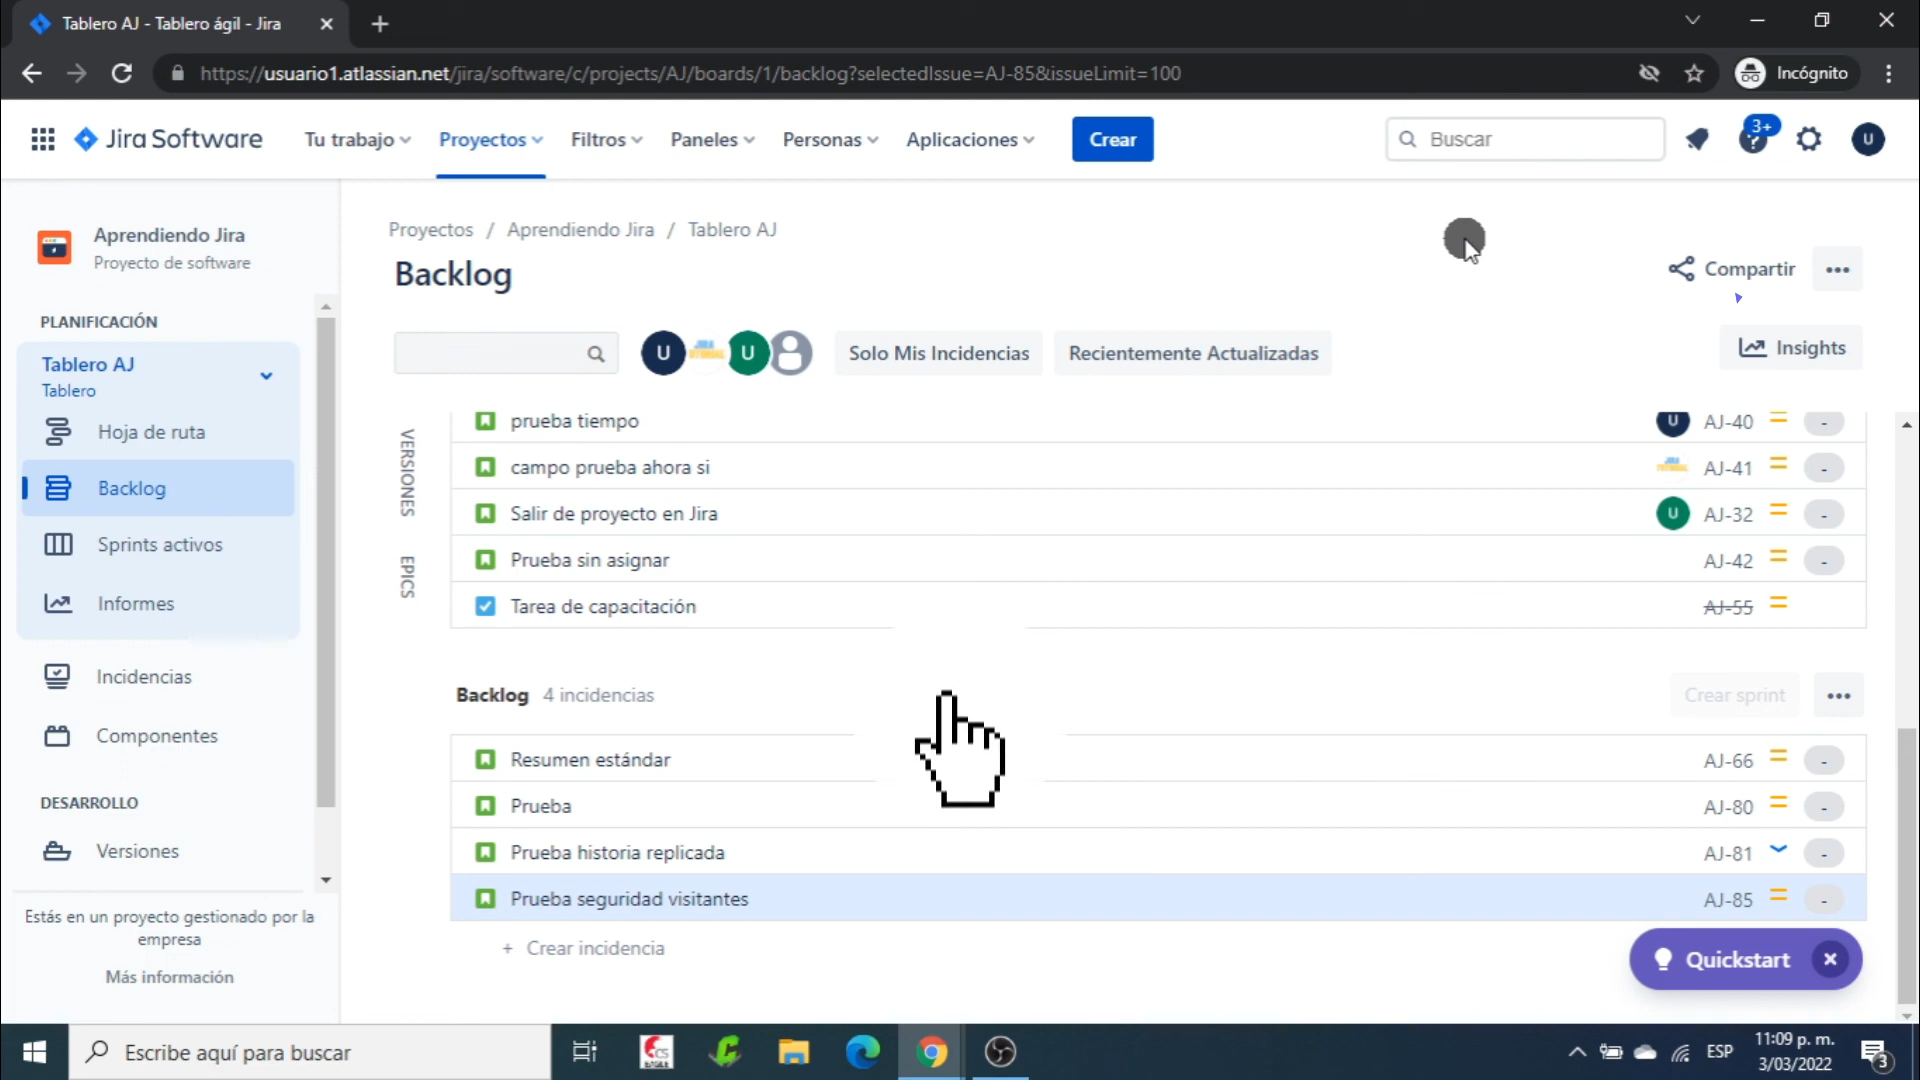 Tablero AJ - Tablero ágil - Jira
https://usuario1.atlassian.net/jira/software/c/projects/AJ/boards/1/backlog?selectedIssue=AJ-85&issueLimit=100
Incógnito
Jira Software
Tu trabajo
Proyectos
Filtros
Paneles
Personas
Aplicaciones
Crear
Buscar
3+
U
Aprendiendo Jira
Proyecto de software
PLANIFICACIÓN
Tablero AJ
Tablero
Hoja de ruta
Backlog
Sprints activos
Informes
Incidencias
Componentes
DESARROLLO
Versiones
Estás en un proyecto gestionado por la
empresa
Más información
Proyectos / Aprendiendo Jira / Tablero AJ
Backlog
Compartir
U
U
Solo Mis Incidencias
Recientemente Actualizadas
Insights
VERSIONES
EPICS
prueba tiempo U AJ-40 -
campo prueba ahora si AJ-41 -
Salir de proyecto en Jira U AJ-32 -
Prueba sin asignar AJ-42 -
Tarea de capacitación AJ-55
Backlog 4 incidencias
Crear sprint
Resumen estándar AJ-66 -
Prueba AJ-80 -
Prueba historia replicada AJ-81 -
Prueba seguridad visitantes AJ-85 -
+ Crear incidencia
Quickstart
Escribe aquí para buscar
CS
EAGLE
ESP
11:09 p. m.
3/03/2022
3